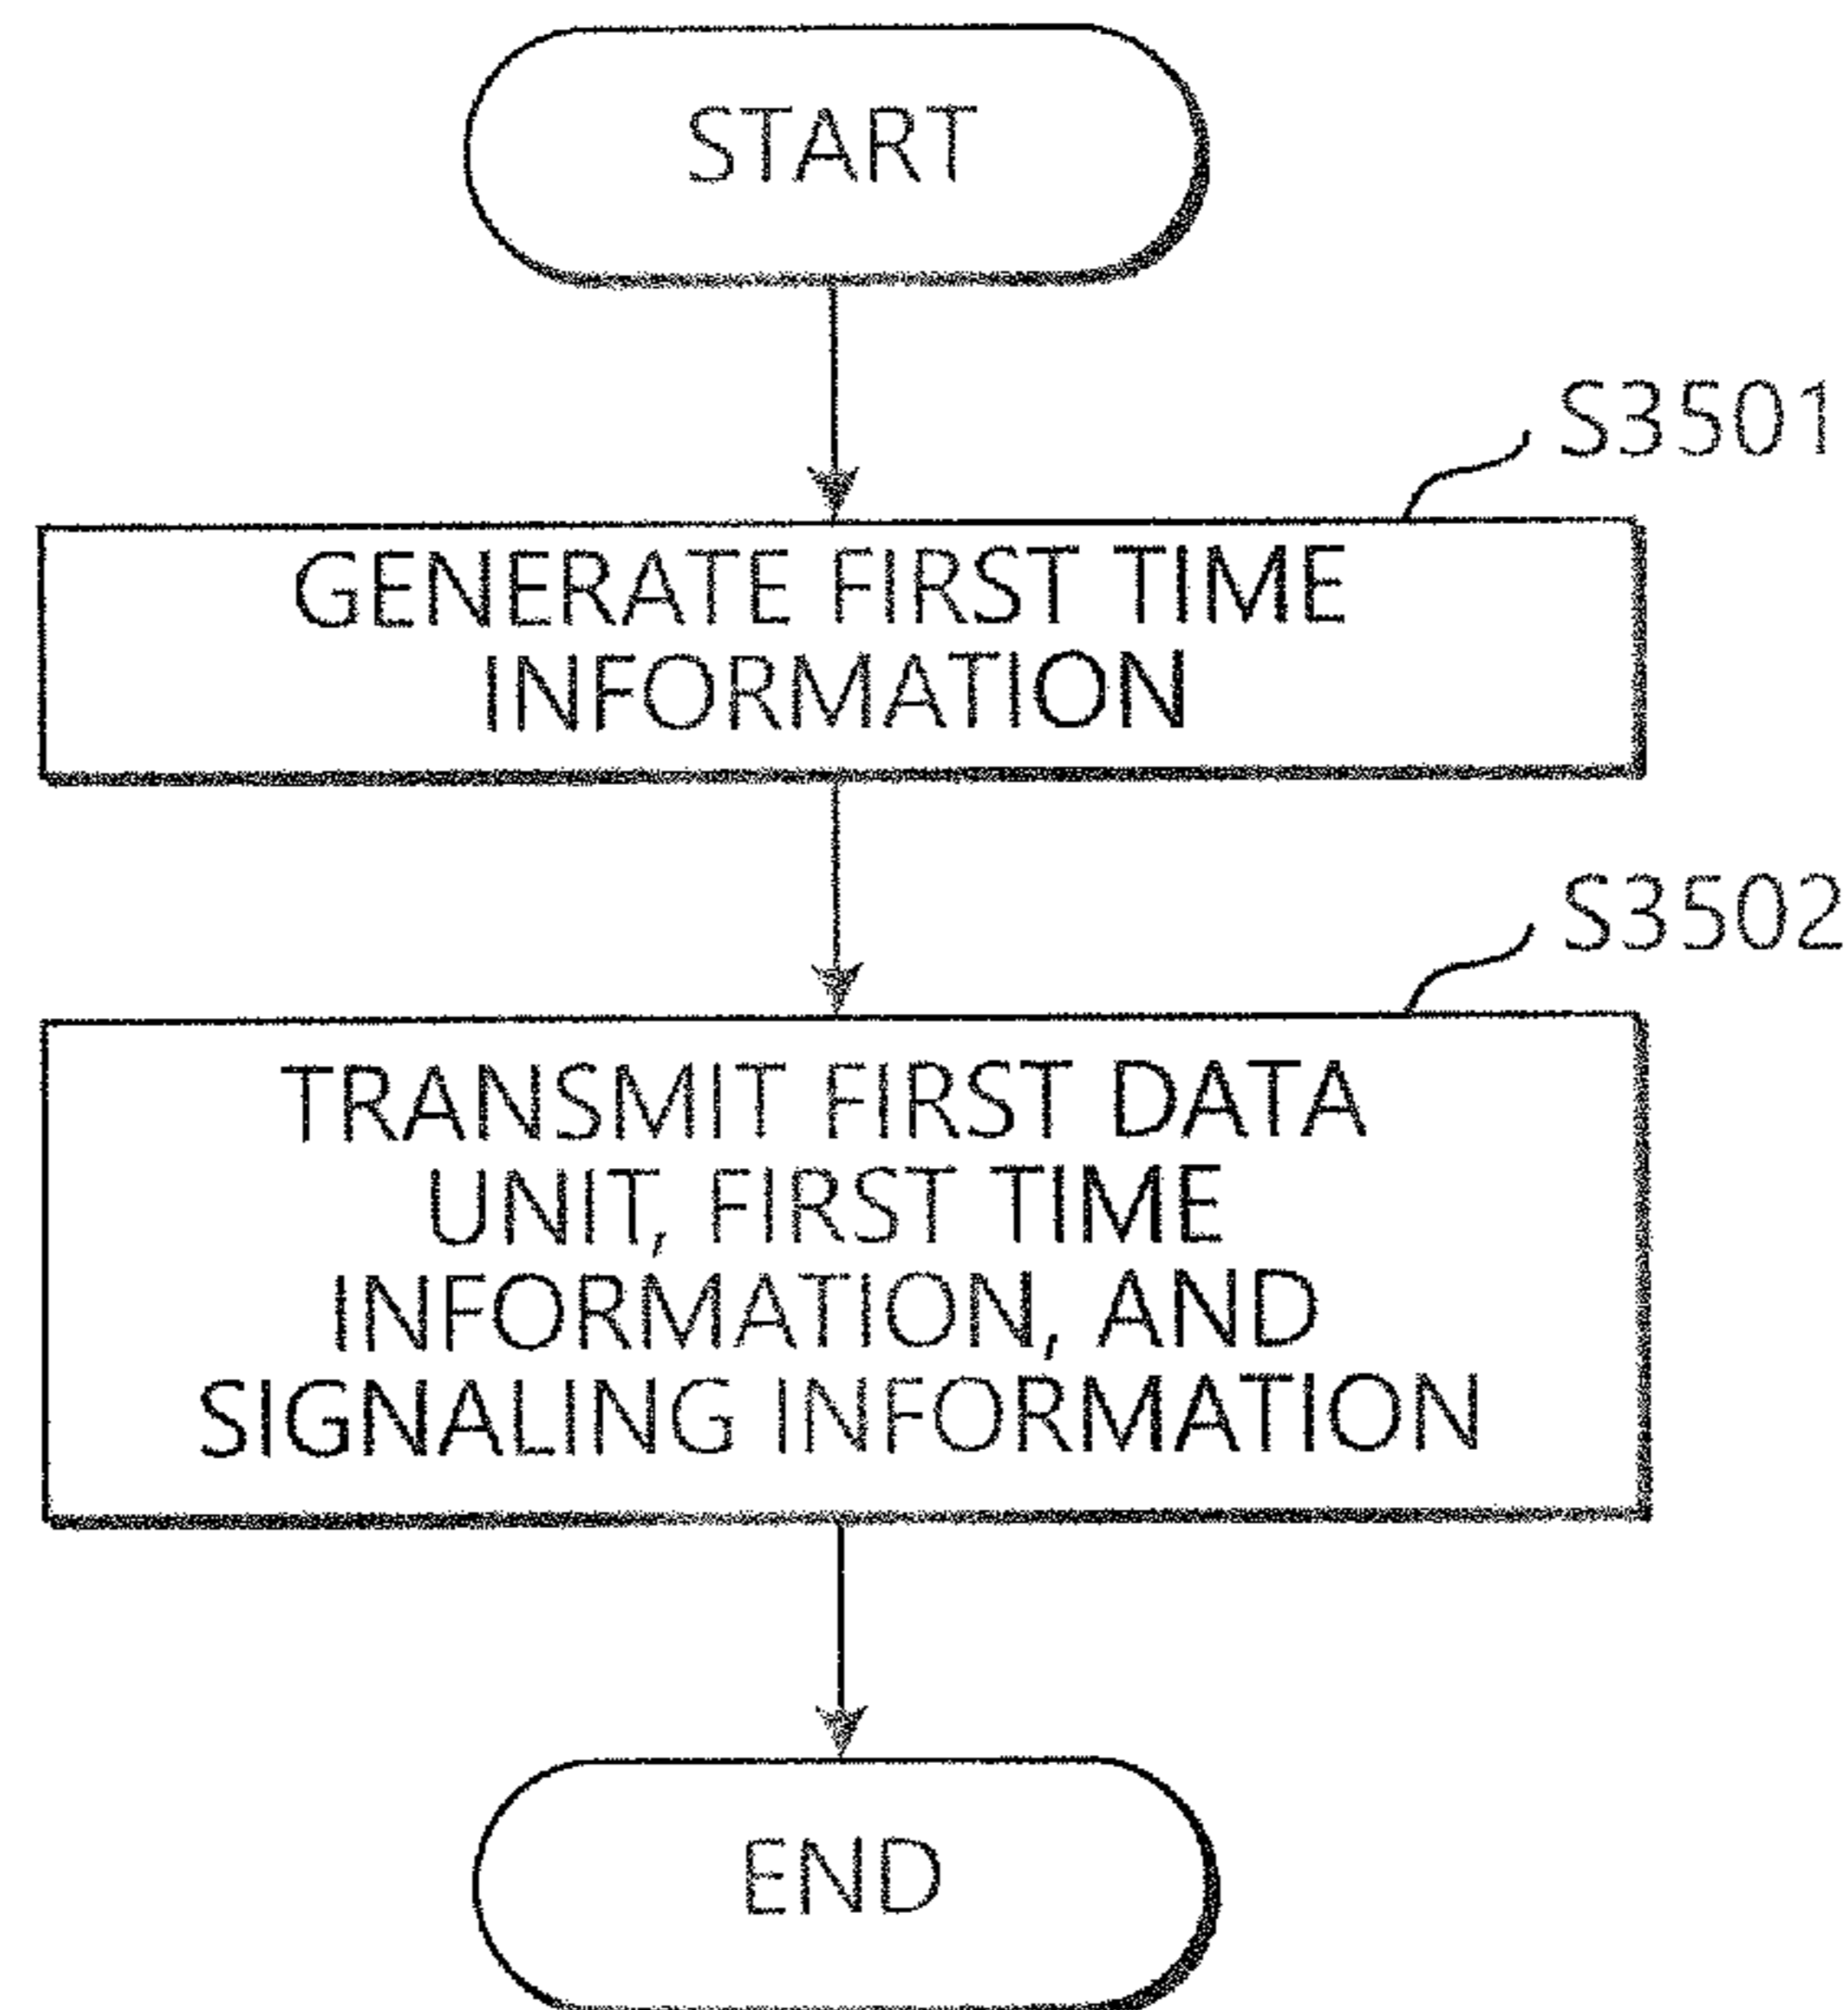 START
S3501
GENERATE FIRST TIME
INFORMATION
S3502
TRANSMIT FIRST DATA
UNIT, FIRST TIME
INFORMATION, AND
SIGNALING INFORMATION
END